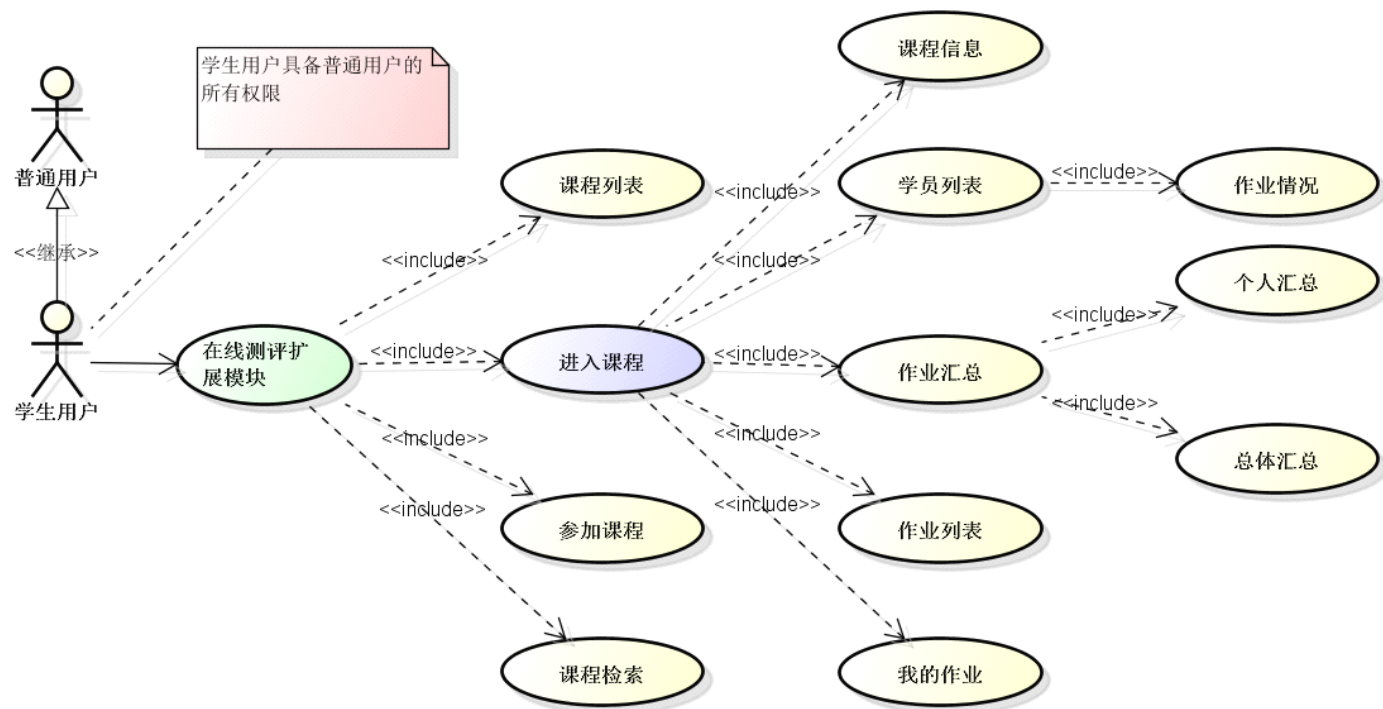 课程信息
学生用户具备普通用户的
所有权限
普通用户
课程列表
<<include>>
学员列表
<<include>>
作业情况
<<继承>>
<<include>>
<<include>>
个人汇总
<<include>>
在线测评扩
展模块
<<include>>
进入课程
<<include>>
作业汇总
学生用户
<<include>>
<<include>>
<<include>>
总体汇总
<<include>>
<<include>>
参加课程
作业列表
课程检索
我的作业